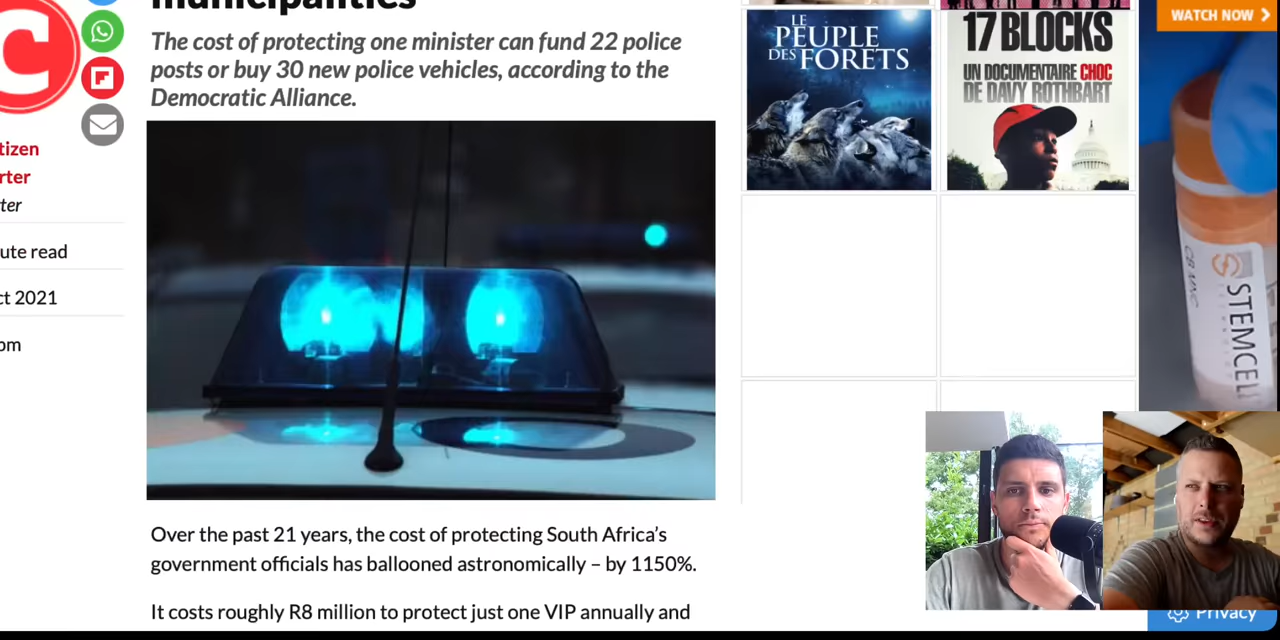 The cost of protecting one minister can fund 22 police
posts or buy 30 new police vehicles, according to the
Democratic Alliance.
tizen
rter
ter
ute read
ct 2021
pm
Over the past 21 years, the cost of protecting South Africa's
government officials has ballooned astronomically – by 1150%.
It costs roughly R8 million to protect just one VIP annually and
LE
PEUPLE
DES FORETS
17 BLOCKS
UN DOCUMENTAIRE CHOC
DE DAVY ROTHBART
WATCH NOW
STEMCELL
Privacy